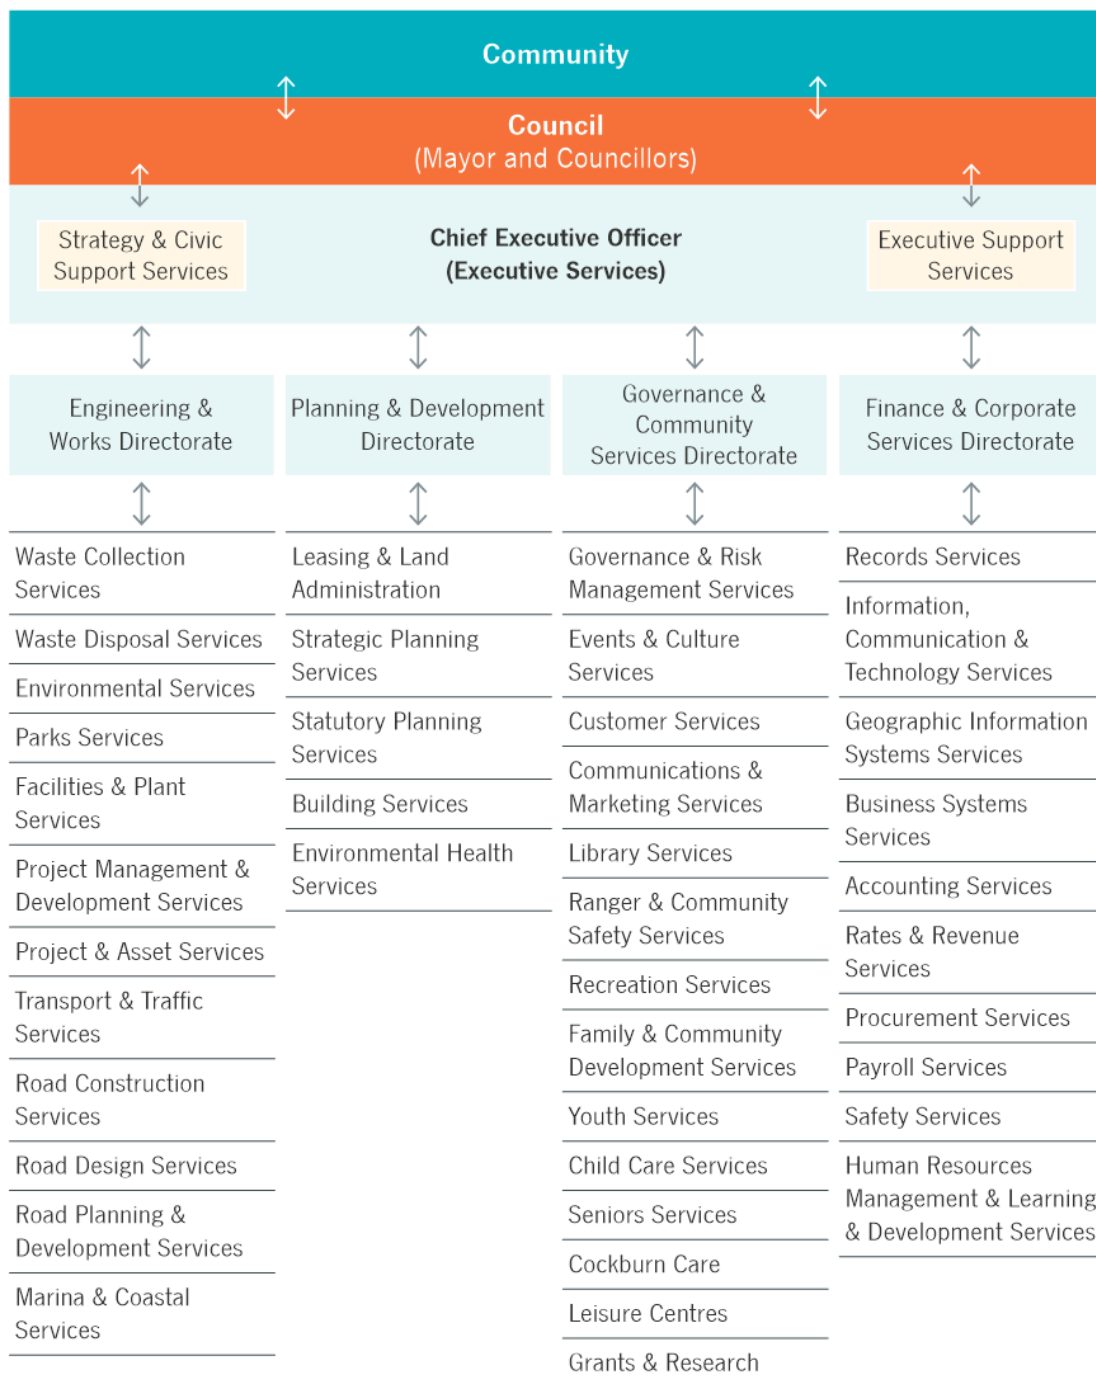 Community
Council
(Mayor and Councillors)
Strategy & Civic
Support Services
Chief Executive Officer
(Executive Services)
Executive Support
Services
Engineering &
Works Directorate
Planning & Development
Directorate
Governance &
Community
Services Directorate
Finance & Corporate
Services Directorate
Waste Collection
Services
Waste Disposal Services
Environmental Services
Parks Services
Facilities & Plant
Services
Project Management &
Development Services
Project & Asset Services
Transport & Traffic
Services
Road Construction
Services
Road Design Services
Road Planning &
Development Services
Marina & Coastal
Services
Leasing & Land
Administration
Strategic Planning
Services
Statutory Planning
Services
Building Services
Environmental Health
Services
Governance & Risk
Management Services
Events & Culture
Services
Customer Services
Communications &
Marketing Services
Library Services
Ranger & Community
Safety Services
Recreation Services
Family & Community
Development Services
Youth Services
Child Care Services
Seniors Services
Cockburn Care
Leisure Centres
Grants & Research
Records Services
Information,
Communication &
Technology Services
Geographic Information
Systems Services
Business Systems
Services
Accounting Services
Rates & Revenue
Services
Procurement Services
Payroll Services
Safety Services
Human Resources
Management & Learning
& Development Services